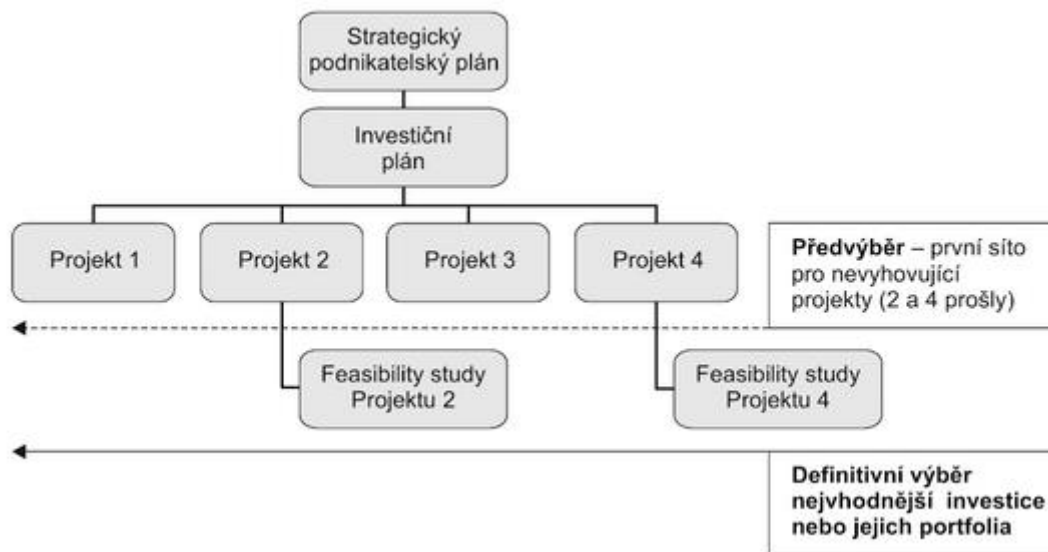 Strategický
podnikatelský plán
Investiční
plán
Projekt 1
Projekt 2
Projekt 3
Projekt 4
Předvýběr – první síto
pro nevyhovující
projekty (2 a 4 prošly)
Feasibility study
Projektu 2
Feasibility study
Projektu 4
Definitivní výběr
nejvhodnější investice
nebo jejich portfolia